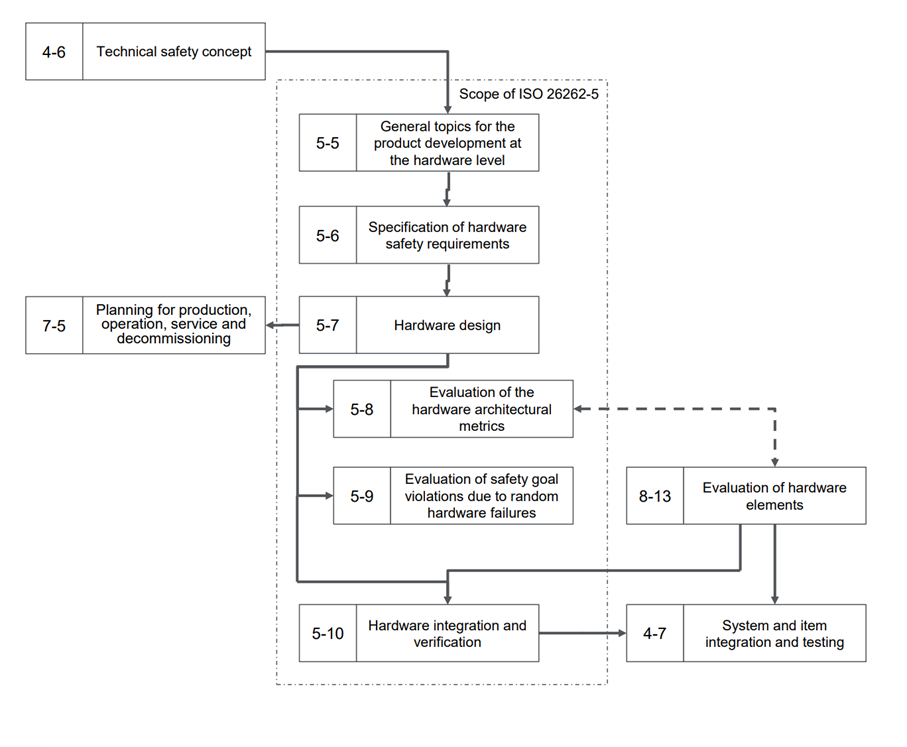 4-6
Technical safety concept
Scope of ISO 26262-5
5-5
General topics for the
product development at
the hardware level
5-6
Specification of hardware
safety requirements
7-5
Planning for production,
operation, service and
decommissioning
5-7
Hardware design
5-8
Evaluation of the
hardware architectural
metrics
5-9
Evaluation of safety goal
violations due to random
hardware failures
8-13
Evaluation of hardware
elements
5-10
Hardware integration and
verification
4-7
System and item
integration and testing